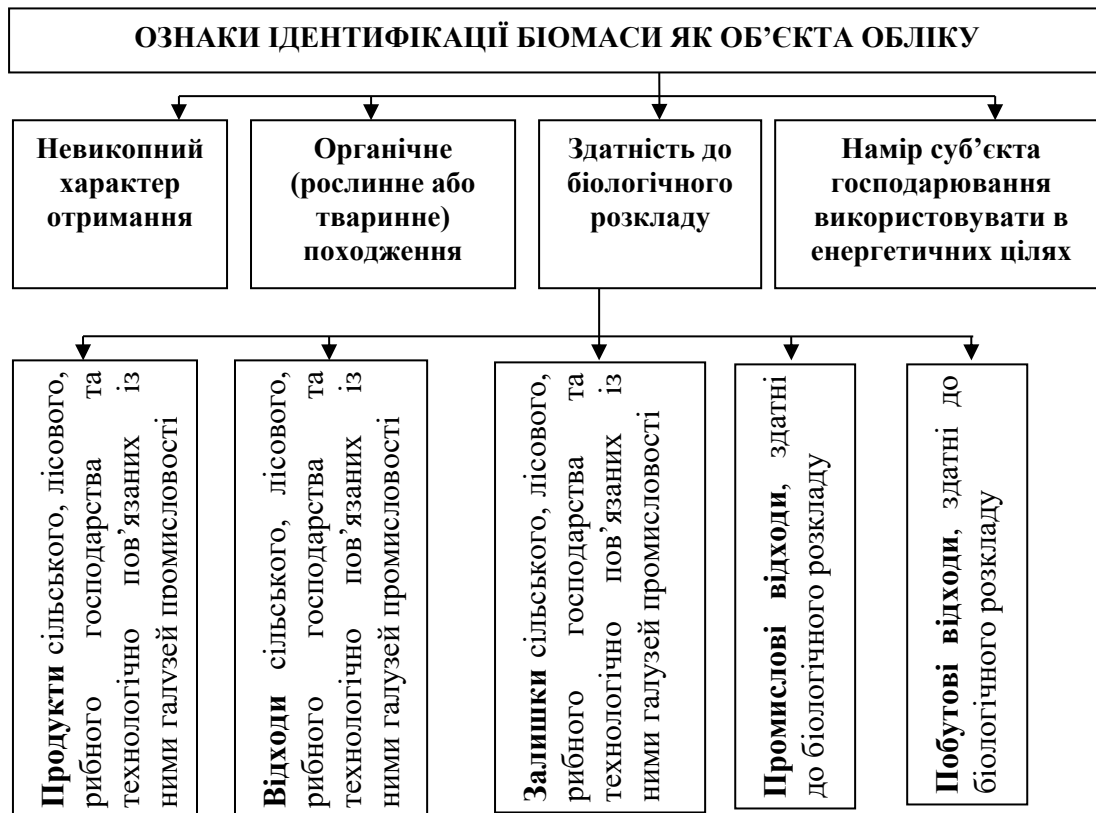 ОЗНАКИ ІДЕНТИФІКАЦІЇ БІОМАСИ ЯК ОБ’ЄКТА ОБЛІКУ
Невикопний
характер
отримання
Органічне
(рослинне або
тваринне)
походження
Здатність до
біологічного
розкладу
Намір суб’єкта
господарювання
використовувати в
енергетичних цілях
Продукти сільського, лісового,
рибного господарства та
технологічно пов’язаних із
ними галузей промисловості
Відходи сільського, лісового,
рибного господарства та
технологічно пов’язаних із
ними галузей промисловості
Залишки сільського, лісового,
рибного господарства та
технологічно пов’язаних із
ними галузей промисловості
Промислові відходи, здатні
до біологічного розкладу
Побутові відходи, здатні до
біологічного розкладу